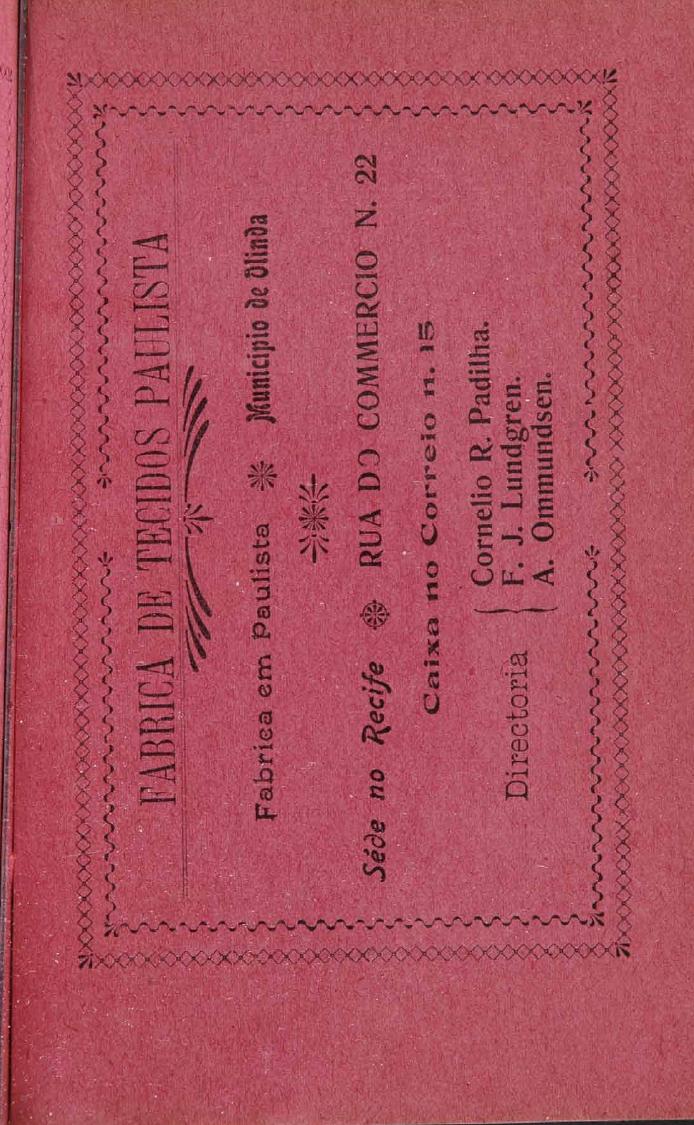 FABRICA DE TECIDOS PAULISTA
Fabrica em Paulista Municipio de Olinda
Séde no Recife RUA DO COMMERCIO N. 22
Caixa no Correio n. 15
Directoria
Cornelio R. Padilha.
F. J. Lundgren.
A. Ommundsen.